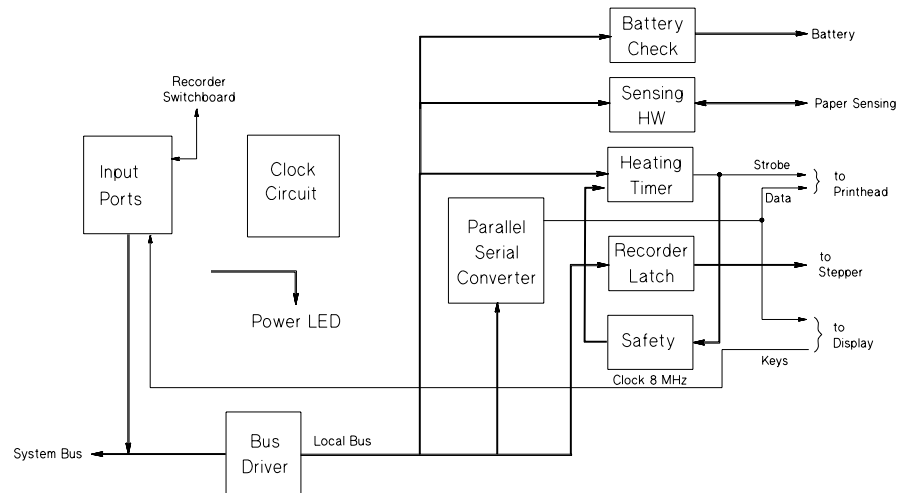 Battery
Check
Battery
Recorder
Switchboard
Sensing
HW
Paper Sensing
Input
Ports
Clock
Circuit
Heating
Timer
Strobe
Data
to
Printhead
Parallel
Serial
Converter
Recorder
Latch
to
Stepper
Power LED
Safety
to
Display
Keys
Clock 8 MHz
System Bus
Bus
Driver
Local Bus